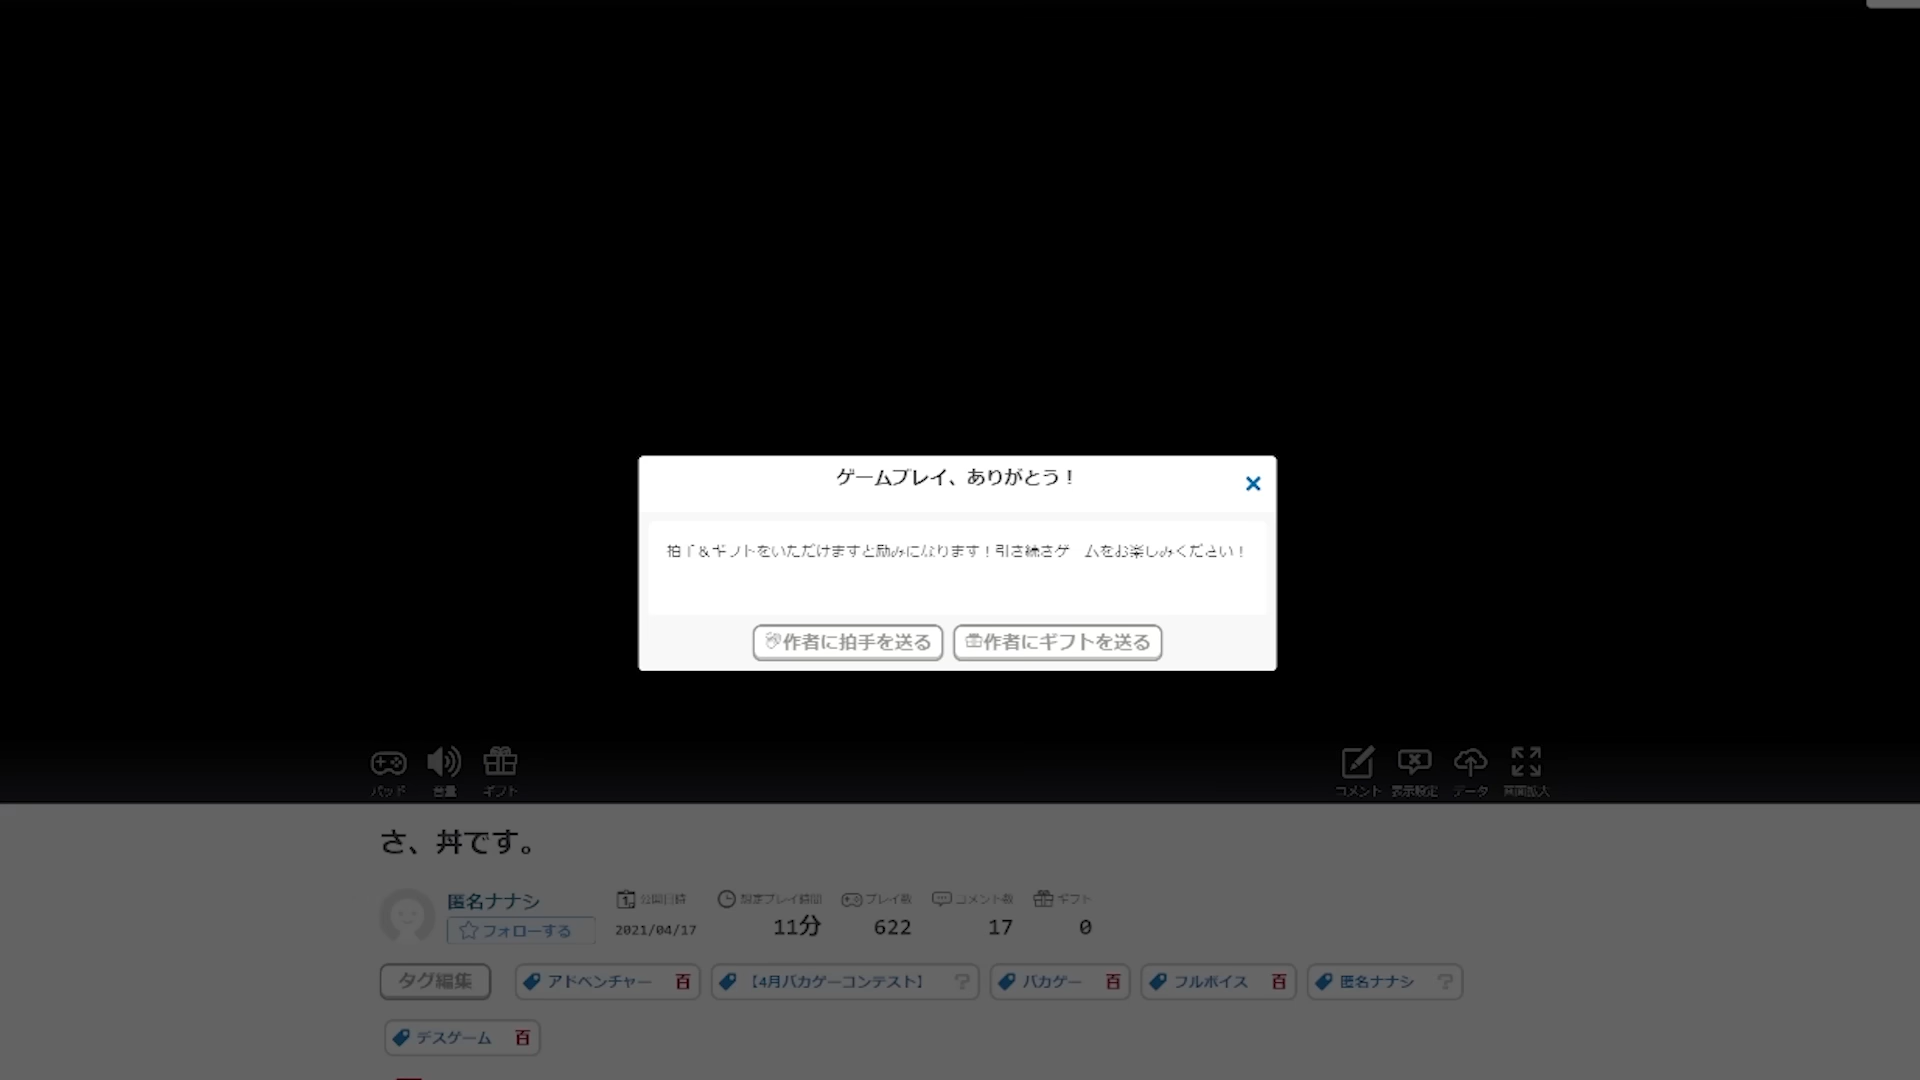 ゲームプレイ、ありがとう！
拍手＆ギフトをいただけますと励みになります！引き続きゲームをお楽しみください！
作者に拍手を送る 作者にギフトを送る
パッド 音量 ギフト コメント 表示設定 データ 画面拡大
さ、丼です。
匿名ナナシ 公開日時 想定プレイ時間 プレイ数 コメント数 ギフト
フォローする 2021/04/17 11分 622 17 0
タグ編集 アドベンチャー 百 【4月バカゲーコンテスト】 ? バカゲー 百 フルボイス 百 匿名ナナシ ?
デスゲーム 百